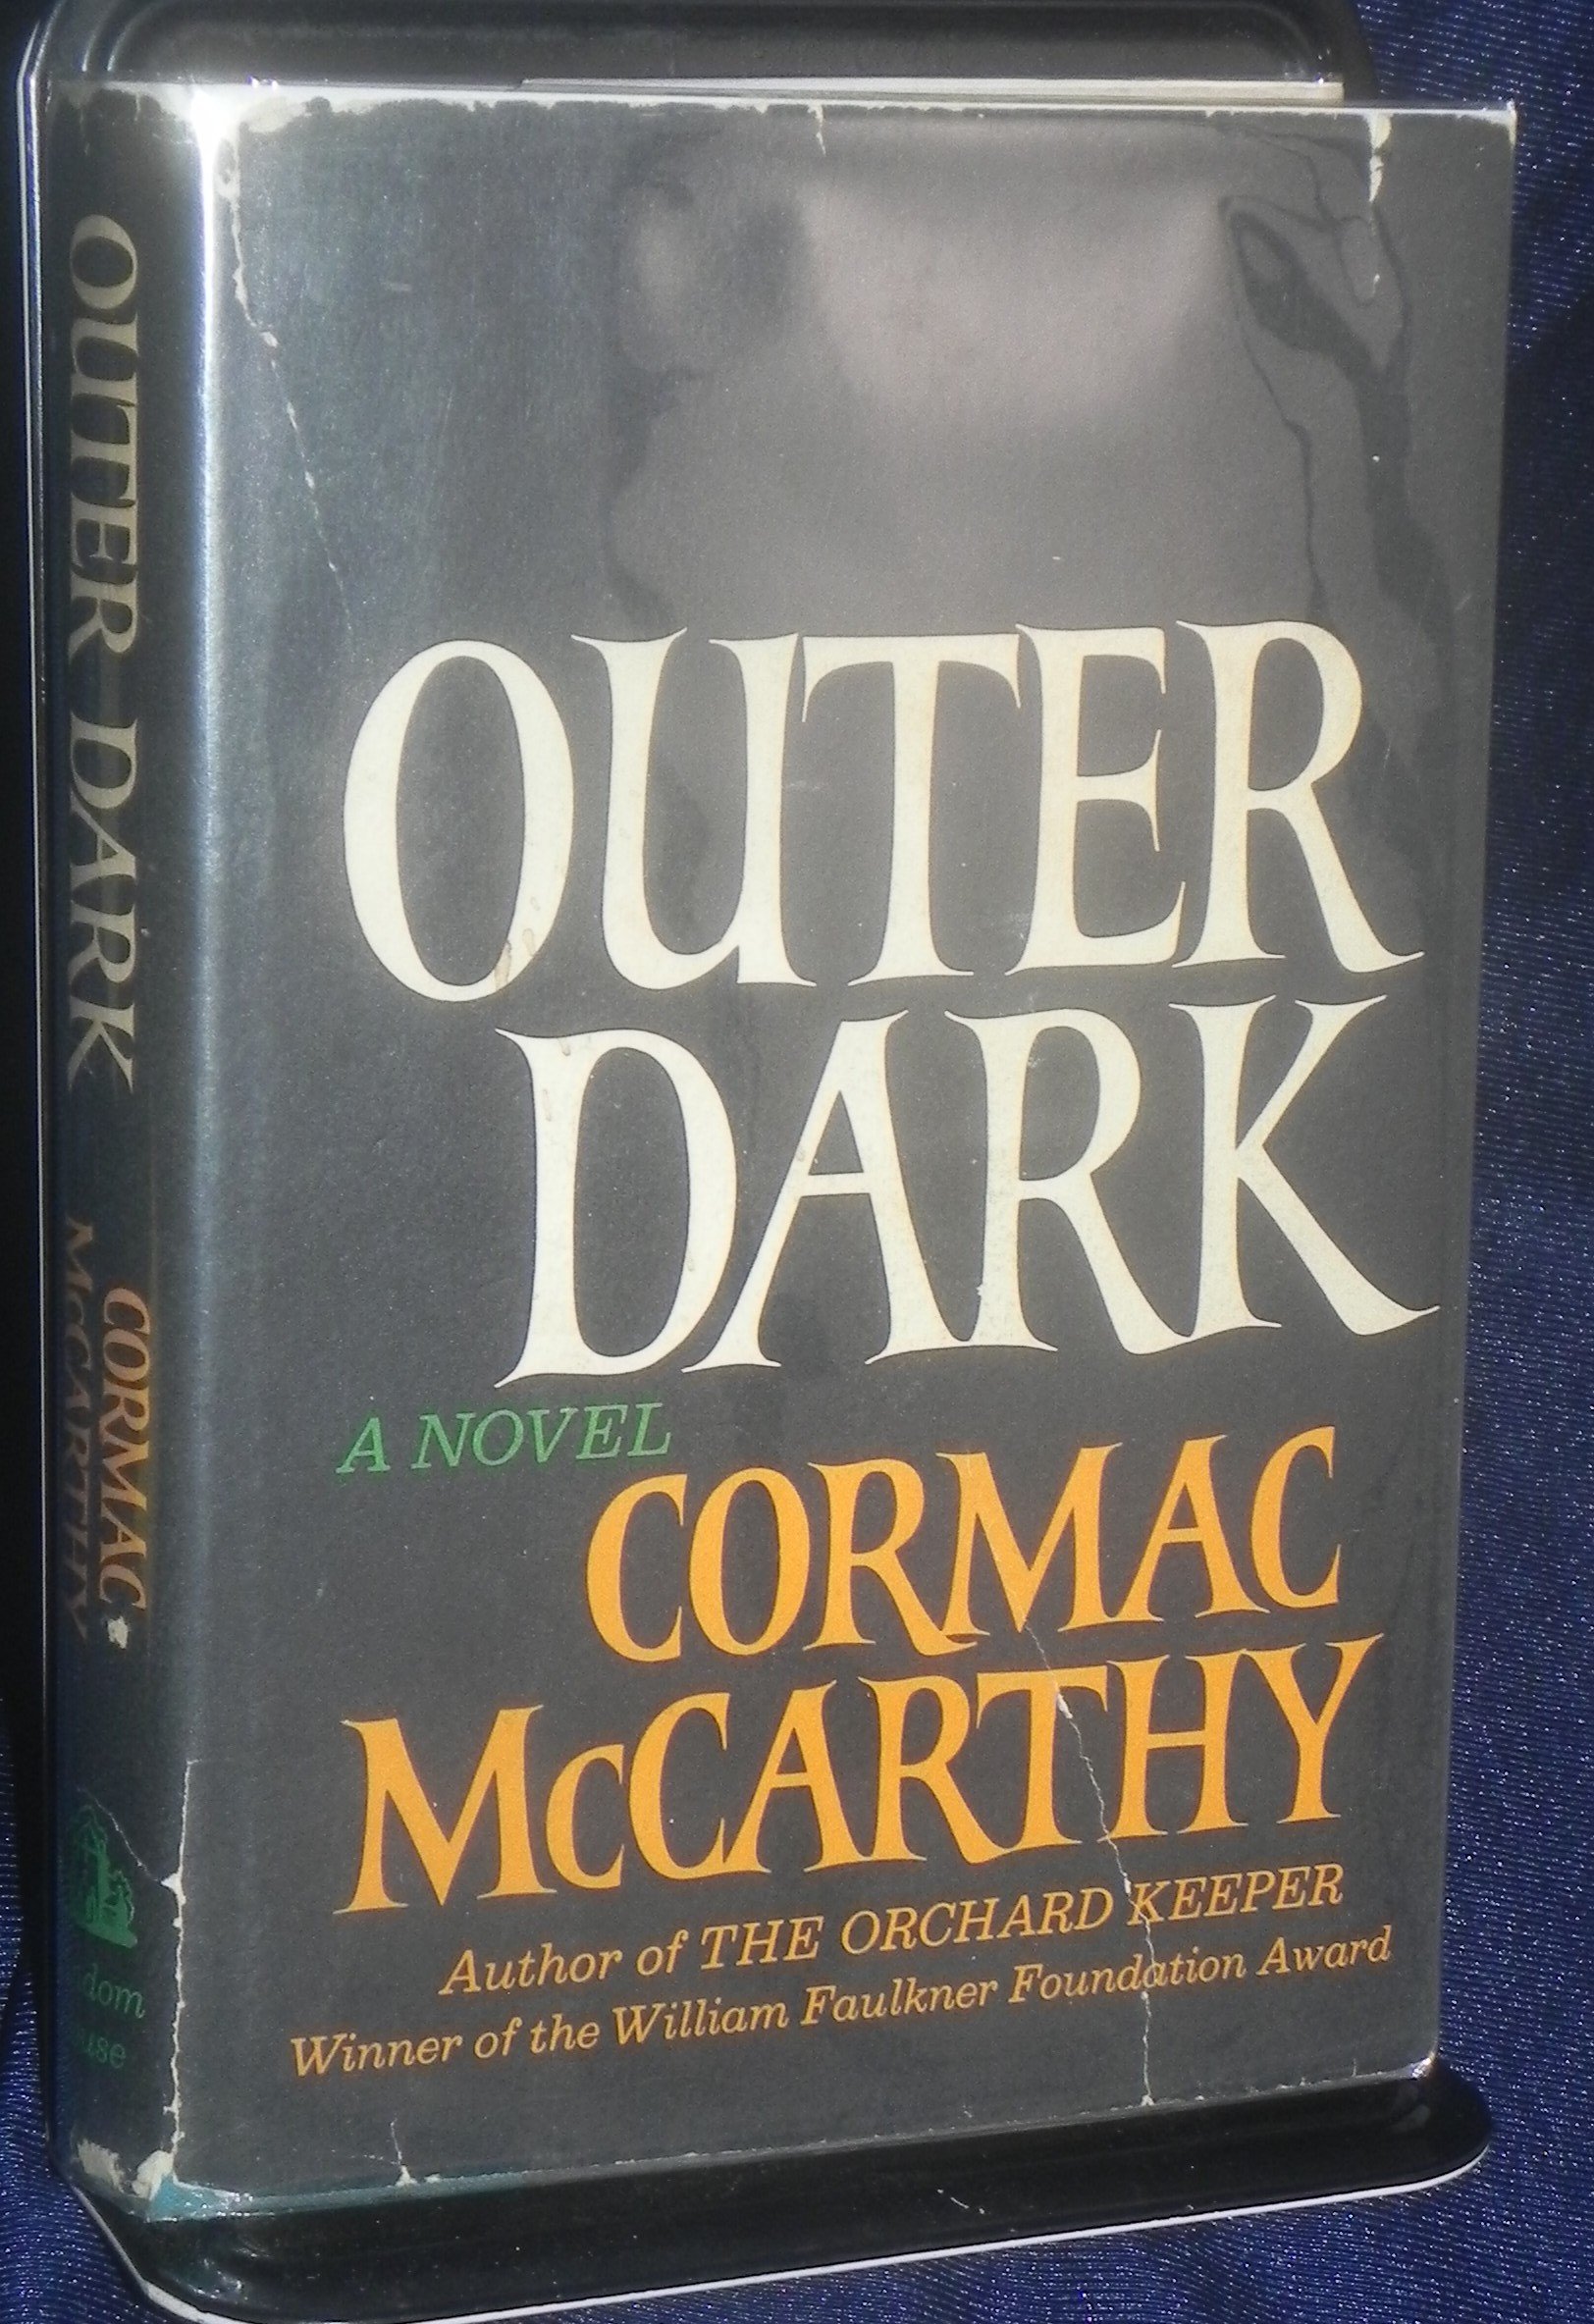 OUTER DARK
CORMAC
McCARTHY
OUTER
DARK
A NOVEL
CORMAC
McCARTHY
Author of THE ORCHARD KEEPER
Winner of the William Faulkner Foundation Award